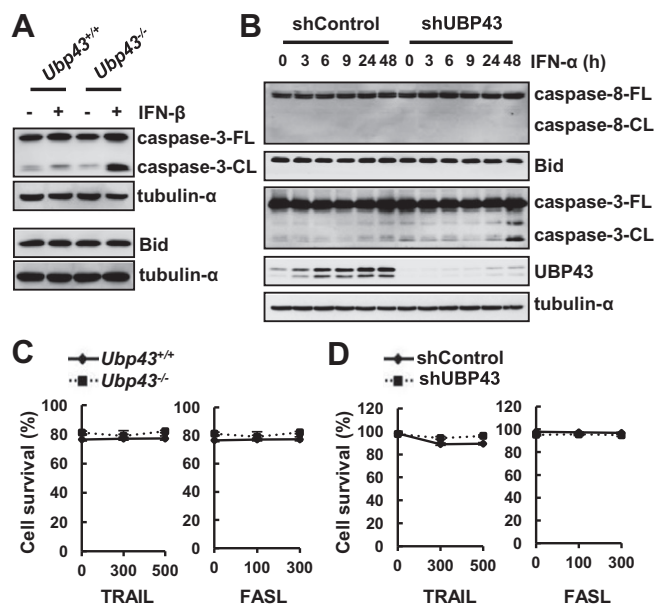 A
Ubp43+/+ Ubp43-/-
- + - + IFN-β
caspase-3-FL
caspase-3-CL
tubulin-α
Bid
tubulin-α
B
shControl shUBP43
0 3 6 9 24 48 0 3 6 9 24 48 IFN-α (h)
caspase-8-FL
caspase-8-CL
Bid
caspase-3-FL
caspase-3-CL
UBP43
tubulin-α
C
Ubp43+/+
Ubp43-/-
Cell survival (%)
100
80
60
40
20
0
0 300 500
TRAIL
100
80
60
40
20
0
0 100 300
FASL
D
shControl
shUBP43
Cell survival (%)
120
100
80
60
40
20
0
0 300 500
TRAIL
120
100
80
60
40
20
0
0 100 300
FASL